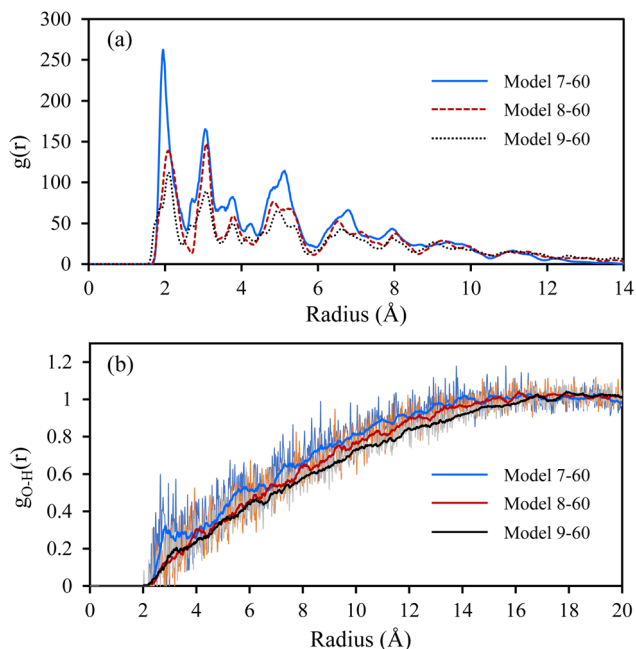 (a)
300
250
200
150
100
50
0
g(r)
Model 7-60
Model 8-60
Model 9-60
0 2 4 6 8 10 12 14
Radius (Å)
(b)
1.2
1
0.8
0.6
0.4
0.2
0
gO-H(r)
Model 7-60
Model 8-60
Model 9-60
0 2 4 6 8 10 12 14 16 18 20
Radius (Å)